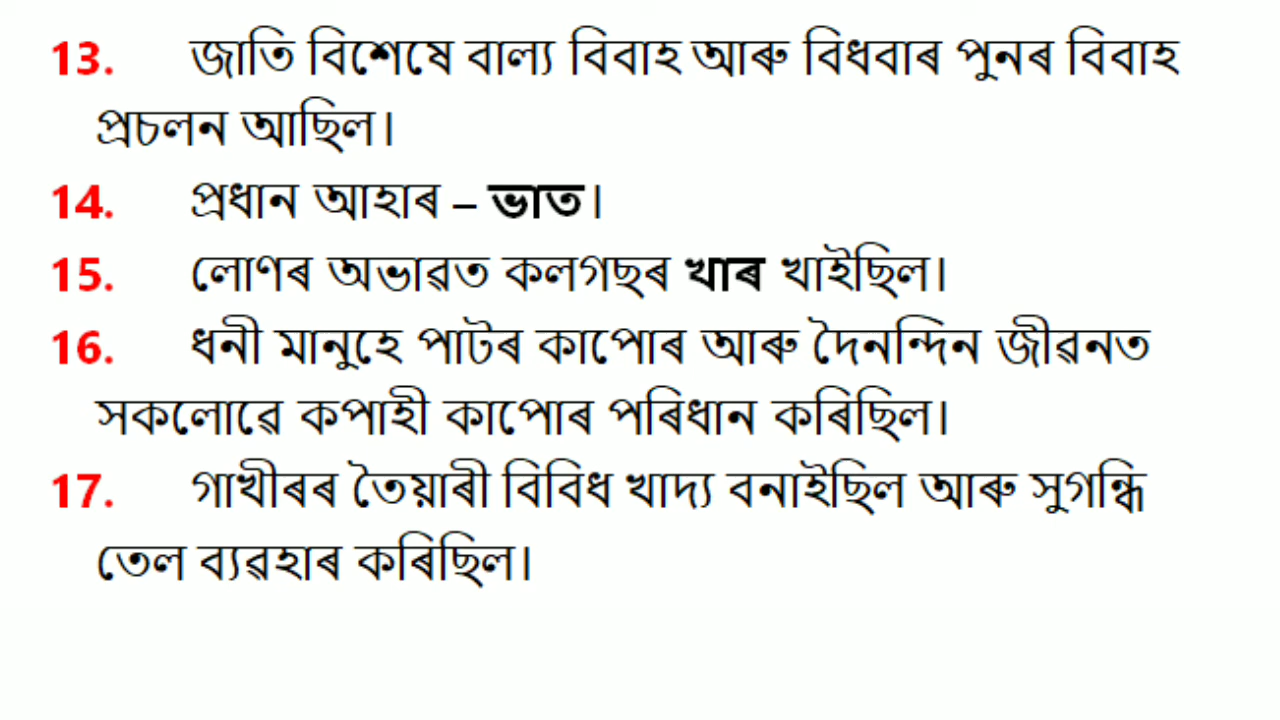 13. জাতি বিশেষে বাল্য বিবাহ আৰু বিধবাৰ পুনৰ বিবাহ
প্ৰচলন আছিল।
14. প্ৰধান আহাৰ – ভাত।
15. লোণৰ অভাৱত কলগছৰ খাৰ খাইছিল।
16. ধনী মানুহে পাটৰ কাপোৰ আৰু দৈনন্দিন জীৱনত
সকলোৱে কপাহী কাপোৰ পৰিধান কৰিছিল।
17. গাখীৰৰ তৈয়াৰী বিবিধ খাদ্য বনাইছিল আৰু সুগন্ধি
তেল ব্যৱহাৰ কৰিছিল।